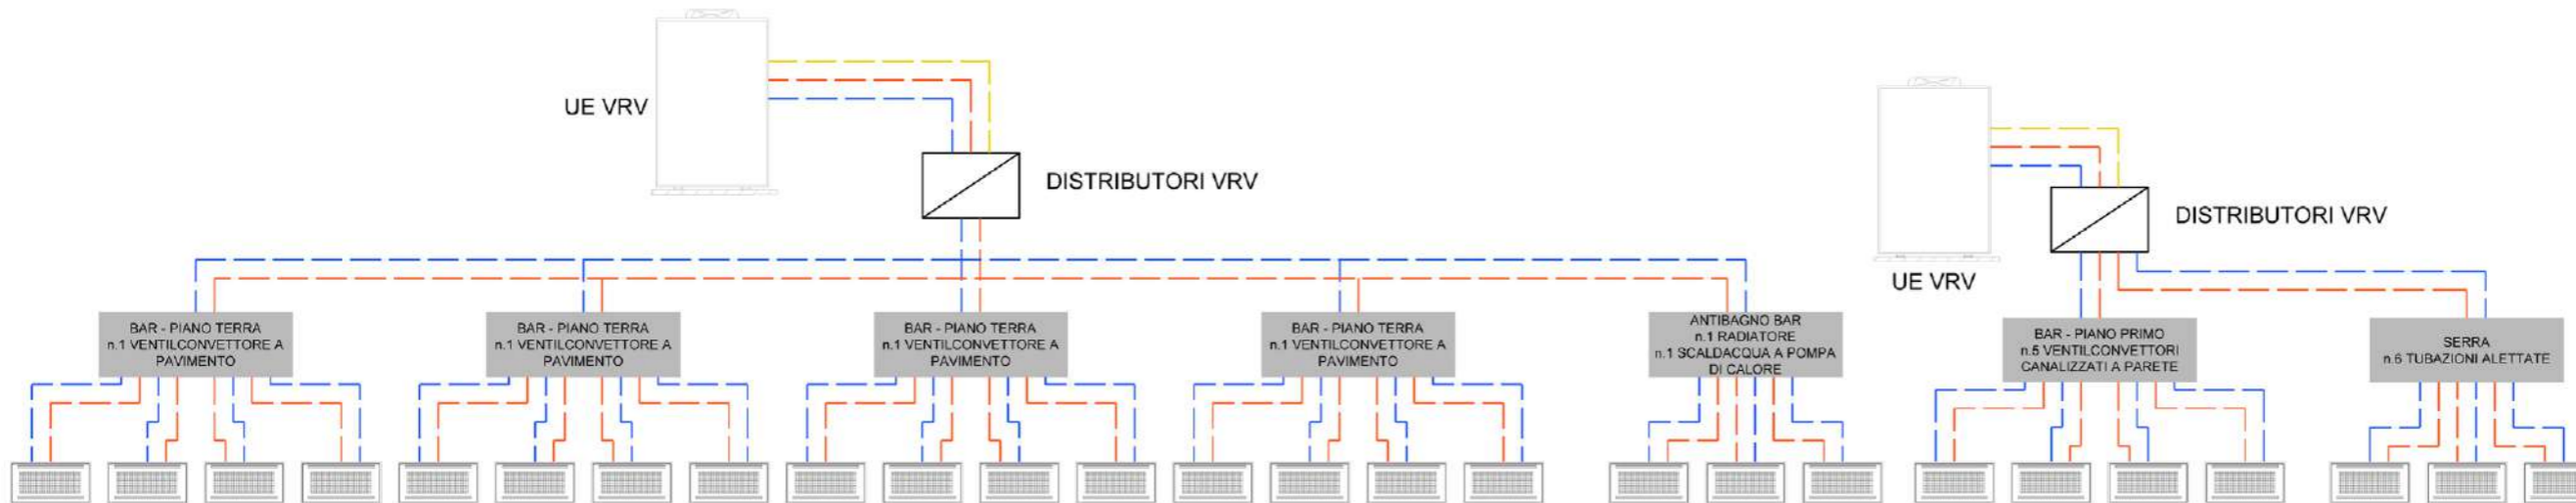 UE VRV
DISTRIBUTORI VRV
DISTRIBUTORI VRV
UE VRV
BAR - PIANO TERRA
n.1 VENTILCONVETTORE A
PAVIMENTO
BAR - PIANO TERRA
n.1 VENTILCONVETTORE A
PAVIMENTO
BAR - PIANO TERRA
n.1 VENTILCONVETTORE A
PAVIMENTO
BAR - PIANO TERRA
n.1 VENTILCONVETTORE A
PAVIMENTO
ANTIBAGNO BAR
n.1 RADIATORE
n.1 SCALDACQUA A POMPA
DI CALORE
BAR - PIANO PRIMO
n.5 VENTILCONVETTORI
CANALIZZATI A PARETE
SERRA
n.6 TUBAZIONI ALETTATE